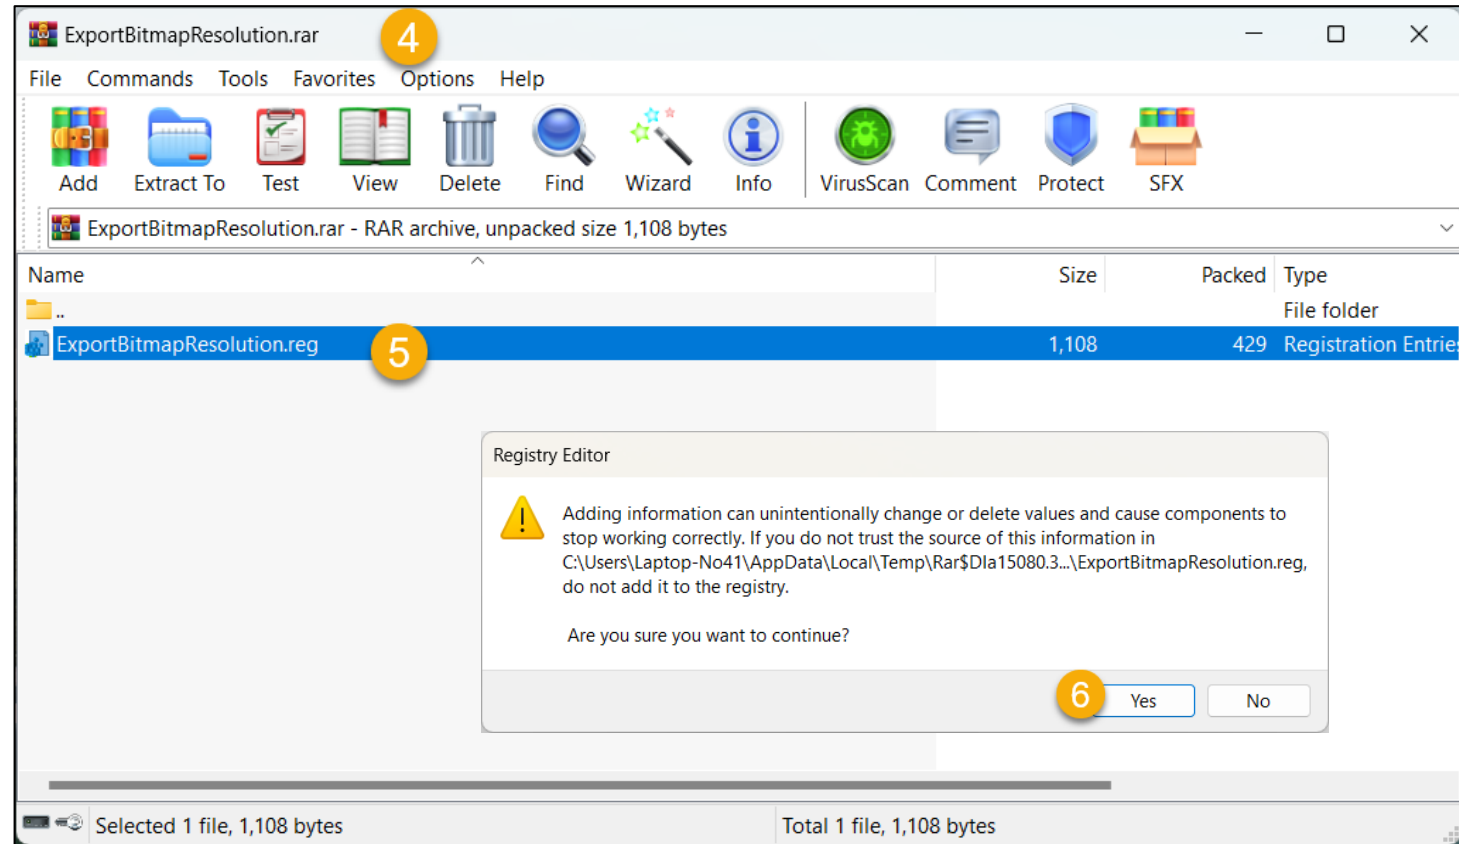 ExportBitmapResolution.rar
4
File Commands Tools Favorites Options Help
Add Extract To Test View Delete Find Wizard Info VirusScan Comment Protect SFX
ExportBitmapResolution.rar - RAR archive, unpacked size 1,108 bytes
Name Size Packed Type
.. File folder
ExportBitmapResolution.reg 5 1,108 429 Registration Entries
Registry Editor
Adding information can unintentionally change or delete values and cause components to
stop working correctly. If you do not trust the source of this information in
C:\Users\Laptop-No41\AppData\Local\Temp\Rar$DIa15080.3...\ExportBitmapResolution.reg,
do not add it to the registry.
Are you sure you want to continue?
6 Yes No
Selected 1 file, 1,108 bytes Total 1 file, 1,108 bytes